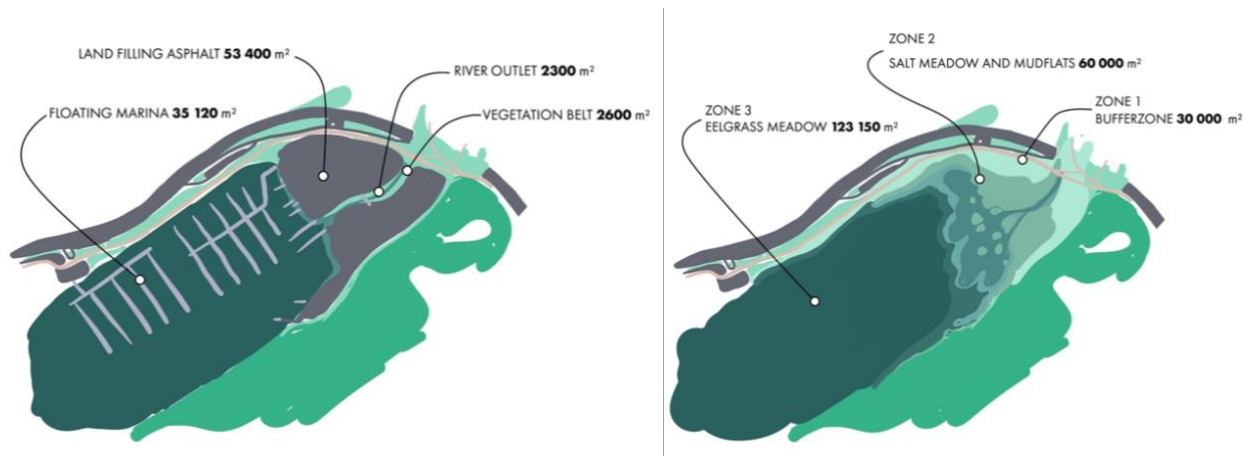 LAND FILLING ASPHALT 53 400 m²
RIVER OUTLET 2300 m²
FLOATING MARINA 35 120 m²
VEGETATION BELT 2600 m²
ZONE 2
SALT MEADOW AND MUDFLATS 60 000 m²
ZONE 3
EELGRASS MEADOW 123 150 m²
ZONE 1
BUFFERZONE 30 000 m²